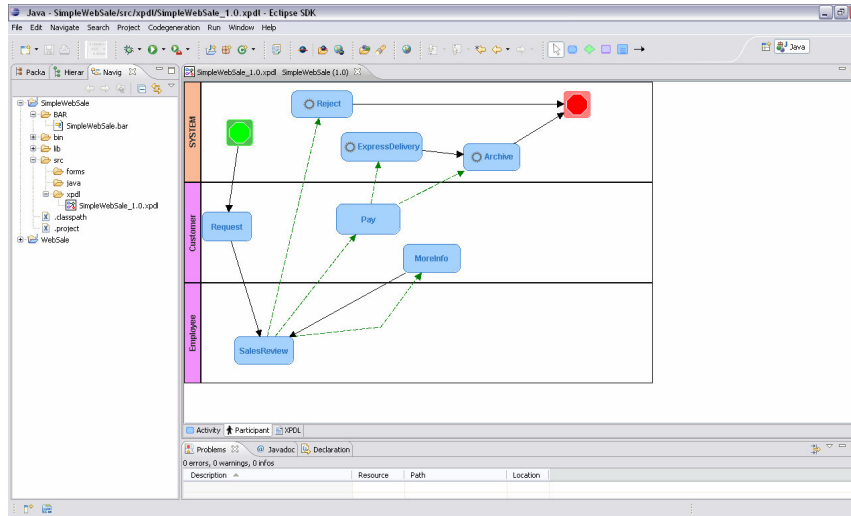 Java - SimpleWebSale/src/xpdl/SimpleWebSale_1.0.xpdl - Eclipse SDK
File Edit Navigate Search Project Codegeneration Run Window Help
Java
Packa Hierar Navig
SimpleWebSale_1.0.xpdl SimpleWebSale (1.0)
SimpleWebSale
BAR
SimpleWebSale.bar
bin
lib
src
forms
java
xpdl
SimpleWebSale_1.0.xpdl
.classpath
.project
WebSale
SYSTEM
Reject
ExpressDelivery
Archive
Customer
Request
Pay
MoreInfo
Employee
SalesReview
Activity Participant XPDL
Problems Javadoc Declaration
0 errors, 0 warnings, 0 infos
Description Resource Path Location